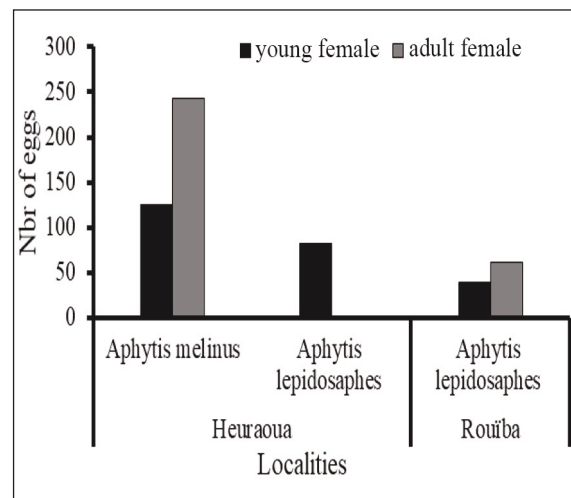 young female
adult female
Nbr of eggs
300
250
200
150
100
50
0
Aphytis melinus
Aphytis
lepidosaphes
Aphytis
lepidosaphes
Heuraoua
Rouïba
Localities